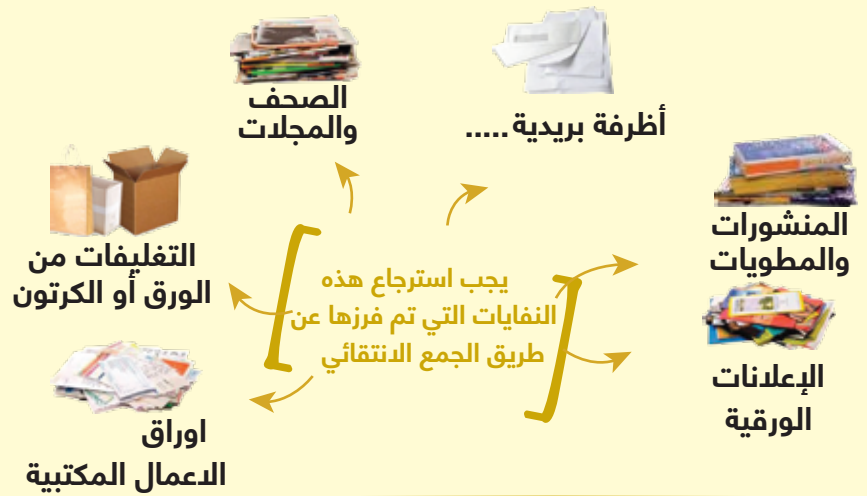 أظرفة بريدية.....
الصحف
والمجلات
المنشورات
والمطويات
التغليفات من
الورق أو الكرتون
يجب استرجاع هذه
النفايات التي تم فرزها عن
طريق الجمع الانتقائي
الإعلانات
الورقية
اوراق
الاعمال المكتبية